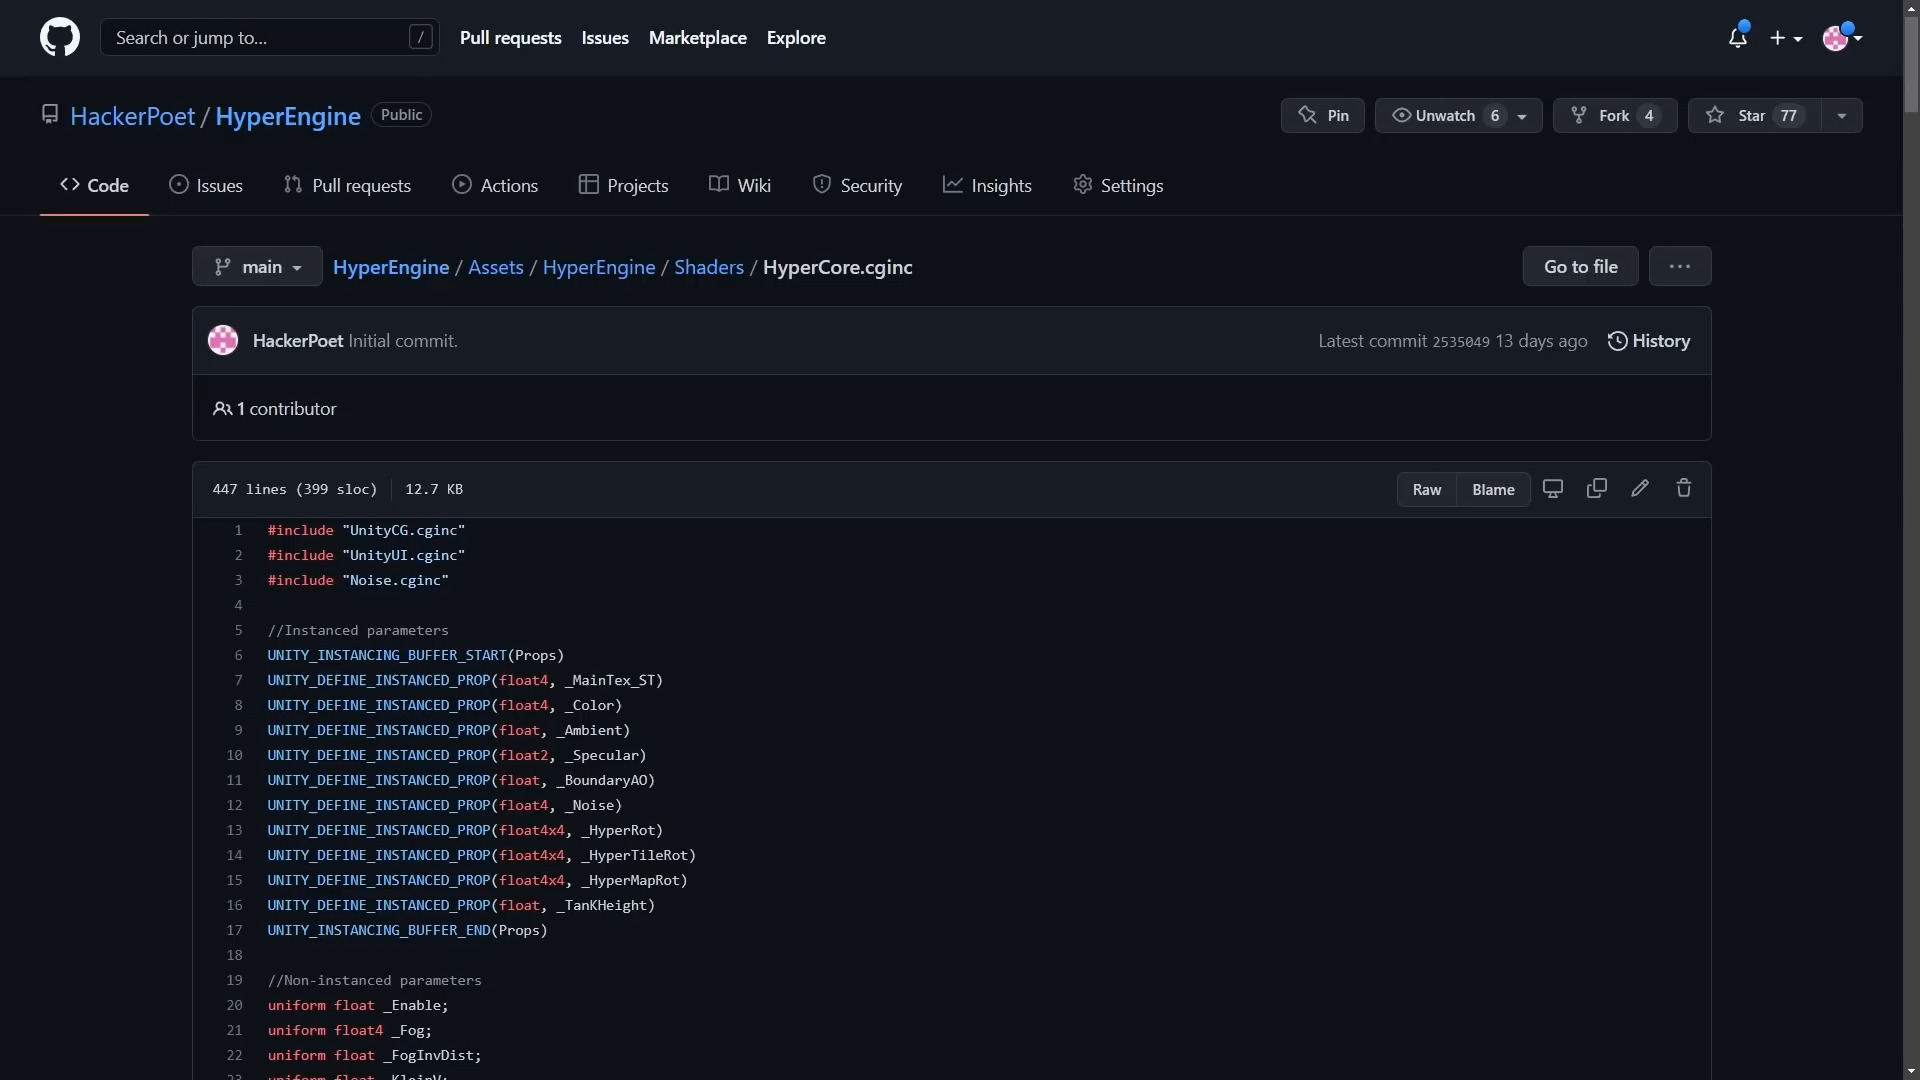 Search or jump to... / Pull requests Issues Marketplace Explore
HackerPoet / HyperEngine Public Pin Unwatch 6 Fork 4 Star 77
Code Issues Pull requests Actions Projects Wiki Security Insights Settings
main HyperEngine / Assets / HyperEngine / Shaders / HyperCore.cginc Go to file ...
HackerPoet Initial commit. Latest commit 2535049 13 days ago History
1 contributor
447 lines (399 sloc) 12.7 KB Raw Blame
1 #include "UnityCG.cginc"
2 #include "UnityUI.cginc"
3 #include "Noise.cginc"
4
5 //Instanced parameters
6 UNITY_INSTANCING_BUFFER_START(Props)
7 UNITY_DEFINE_INSTANCED_PROP(float4, _MainTex_ST)
8 UNITY_DEFINE_INSTANCED_PROP(float4, _Color)
9 UNITY_DEFINE_INSTANCED_PROP(float, _Ambient)
10 UNITY_DEFINE_INSTANCED_PROP(float2, _Specular)
11 UNITY_DEFINE_INSTANCED_PROP(float, _BoundaryAO)
12 UNITY_DEFINE_INSTANCED_PROP(float4, _Noise)
13 UNITY_DEFINE_INSTANCED_PROP(float4x4, _HyperRot)
14 UNITY_DEFINE_INSTANCED_PROP(float4x4, _HyperTileRot)
15 UNITY_DEFINE_INSTANCED_PROP(float4x4, _HyperMapRot)
16 UNITY_DEFINE_INSTANCED_PROP(float, _TanKHeight)
17 UNITY_INSTANCING_BUFFER_END(Props)
18
19 //Non-instanced parameters
20 uniform float _Enable;
21 uniform float4 _Fog;
22 uniform float _FogInvDist;
23 uniform float _KleinV;